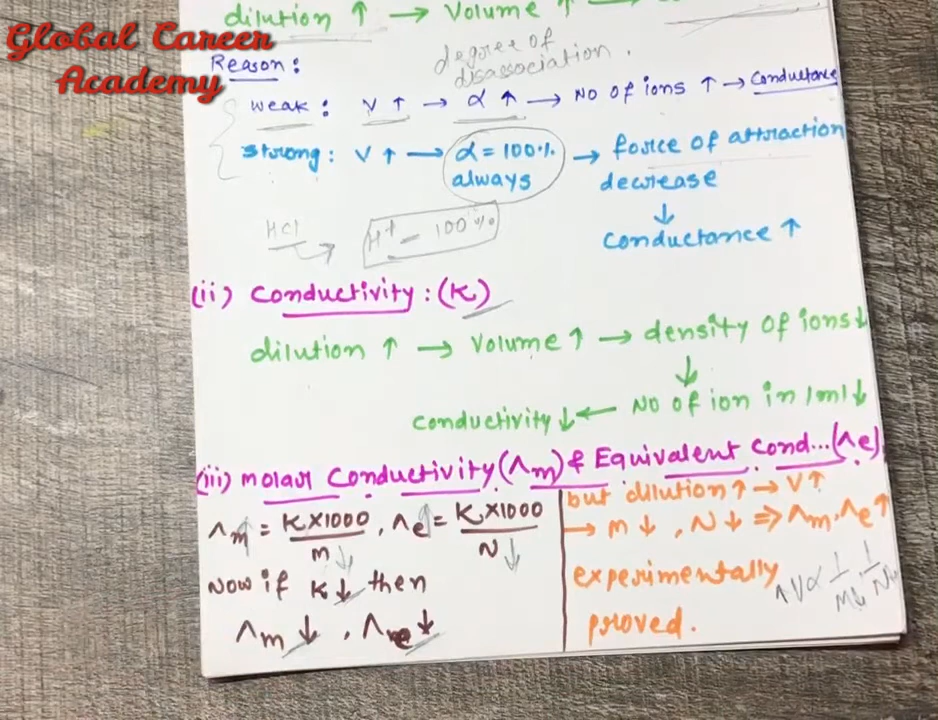 dilution ↑ → Volume ↑ →
Global Career
Academy
degree of
disassociation.
Reason:
weak: V ↑ → α ↑ → No of ions ↑ → Conductance
strong: V ↑ → α = 100% always → force of attraction
decrease
↓
conductance ↑
HCl → H⁺ – 100%
(ii) Conductivity: (K)
dilution ↑ → Volume ↑ → density of ions ↓
↓
conductivity ↓ ← No of ion in 1ml ↓
(iii) Molar Conductivity (Λm) & Equivalent Cond... (Λe)
Λm = K×1000/M ↓, Λe = K×1000/N ↓
Now if K↓ then
Λm ↓, Λe ↓
but dilution ↑ → V ↑
→ M ↓, N ↓ ⇒ Λm, Λe ↑
experimentally
proved.
↑ V ∝ 1/M↓, 1/N↓